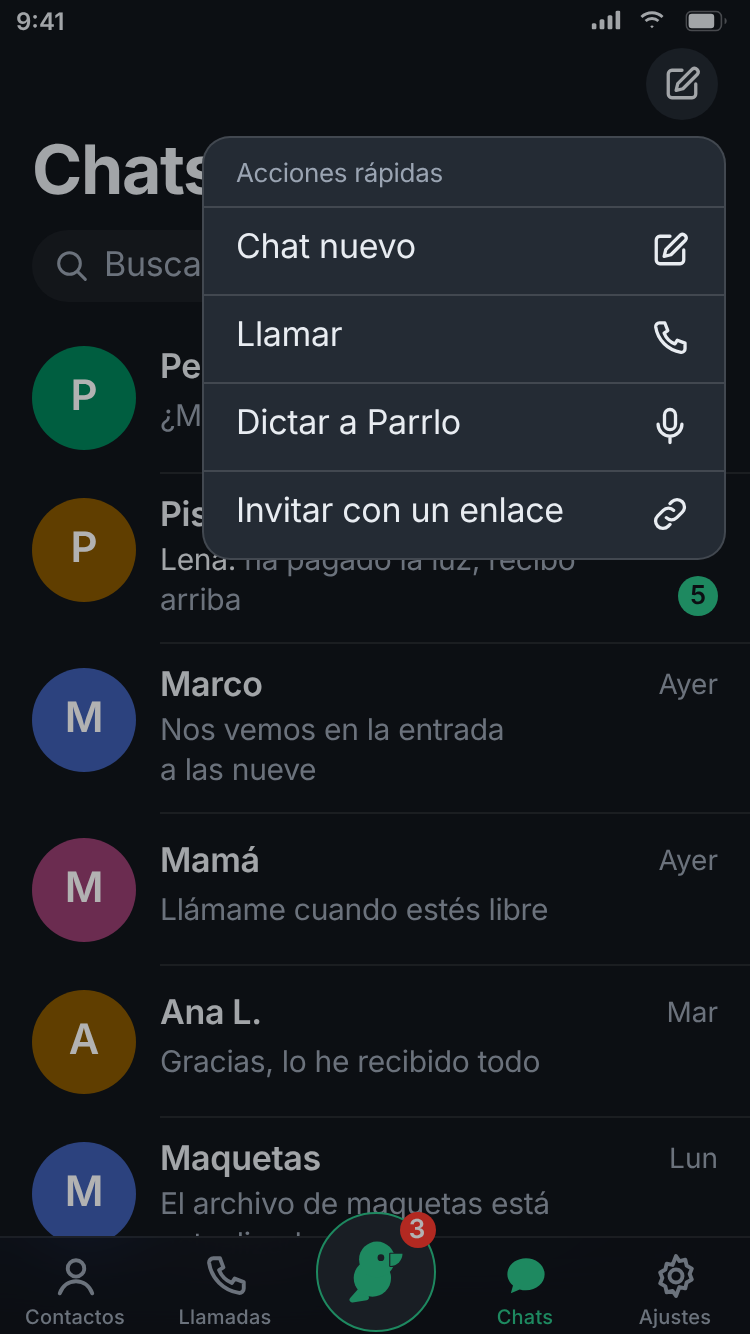 9:41
Chats
Acciones rápidas
Chat nuevo
Llamar
Dictar a Parrlo
Invitar con un enlace
Busca
P
Pe
¿M
P
Pis
Lena: ha pagado la luz, recibo
arriba
5
M
Marco
Ayer
Nos vemos en la entrada
a las nueve
M
Mamá
Ayer
Llámame cuando estés libre
A
Ana L.
Mar
Gracias, lo he recibido todo
M
Maquetas
Lun
El archivo de maquetas está
3
Contactos
Llamadas
Chats
Ajustes